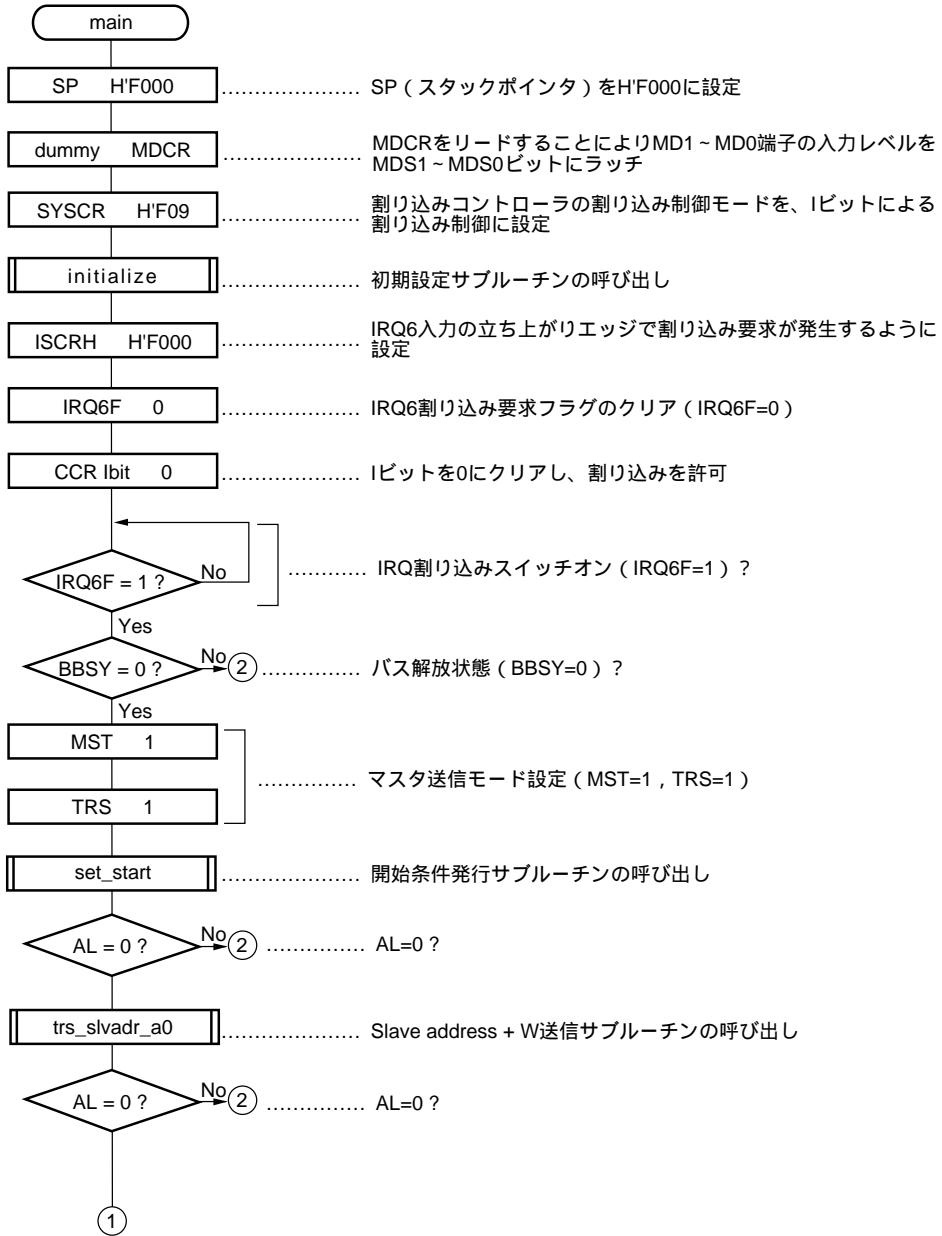 main
SP H'F000 ..................... SP（スタックポインタ）をH'F000に設定
dummy MDCR ..................... MDCRをリードすることによりMD1～MD0端子の入力レベルを
MDS1～MDS0ビットにラッチ
SYSCR H'F09 ..................... 割り込みコントローラの割り込み制御モードを、Iビットによる
割り込み制御に設定
initialize ..................... 初期設定サブルーチンの呼び出し
ISCRH H'F000 ..................... IRQ6入力の立ち上がりエッジで割り込み要求が発生するように
設定
IRQ6F 0 ..................... IRQ6割り込み要求フラグのクリア（IRQ6F=0）
CCR Ibit 0 ..................... Iビットを0にクリアし、割り込みを許可
IRQ6F = 1 ? No ............ IRQ割り込みスイッチオン（IRQ6F=1）？
Yes
BBSY = 0 ? No 2 ............... バス解放状態（BBSY=0）？
Yes
MST 1
............... マスタ送信モード設定（MST=1，TRS=1）
TRS 1
set_start ..................... 開始条件発行サブルーチンの呼び出し
AL = 0 ? No 2 ............... AL=0 ?
trs_slvadr_a0 ..................... Slave address + W送信サブルーチンの呼び出し
AL = 0 ? No 2 ............... AL=0 ?
1